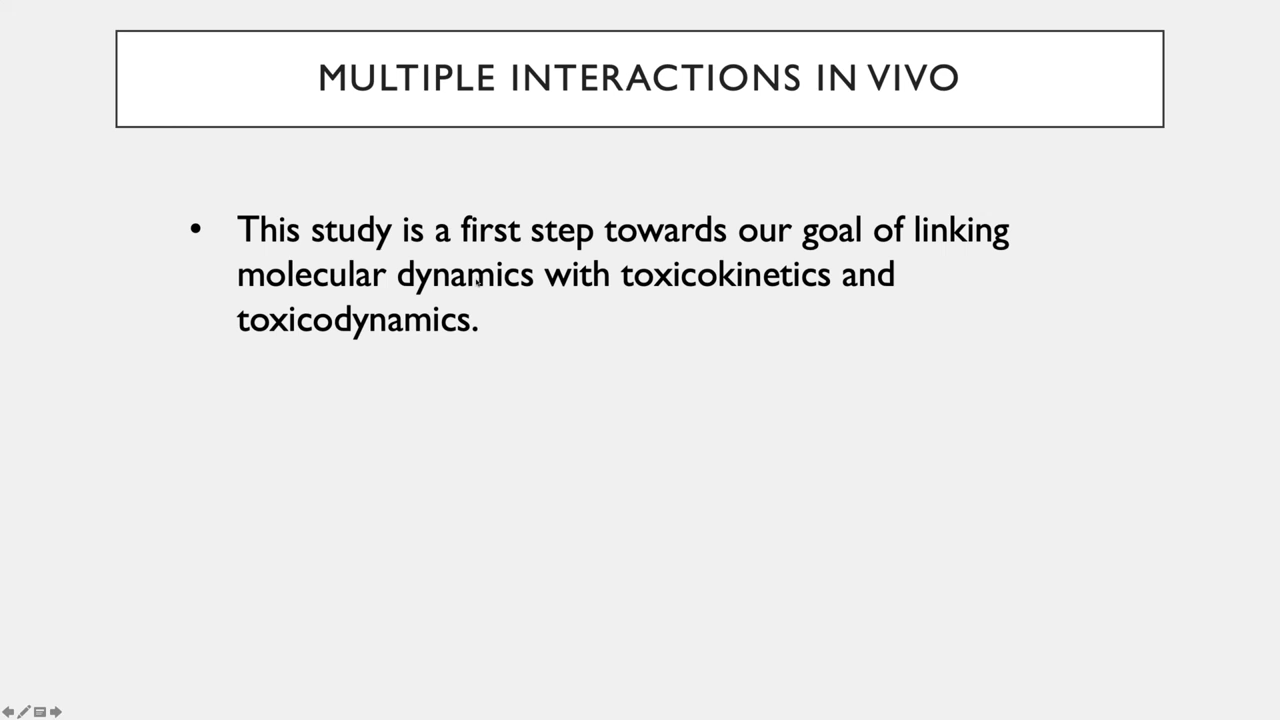 MULTIPLE INTERACTIONS IN VIVO
• This study is a first step towards our goal of linking
molecular dynamics with toxicokinetics and
toxicodynamics.